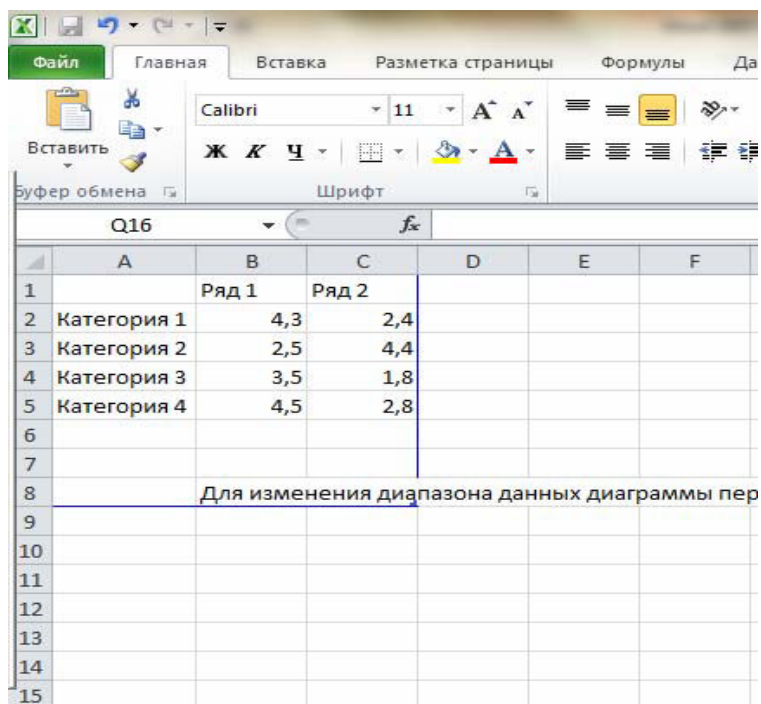 Файл Главная Вставка Разметка страницы Формулы Да
Calibri 11 A A
Вставить Ж К Ч A
Буфер обмена Шрифт
Q16 fx
A B C D E F
1 Ряд 1 Ряд 2
2 Категория 1 4,3 2,4
3 Категория 2 2,5 4,4
4 Категория 3 3,5 1,8
5 Категория 4 4,5 2,8
6
7
8 Для изменения диапазона данных диаграммы пер
9
10
11
12
13
14
15